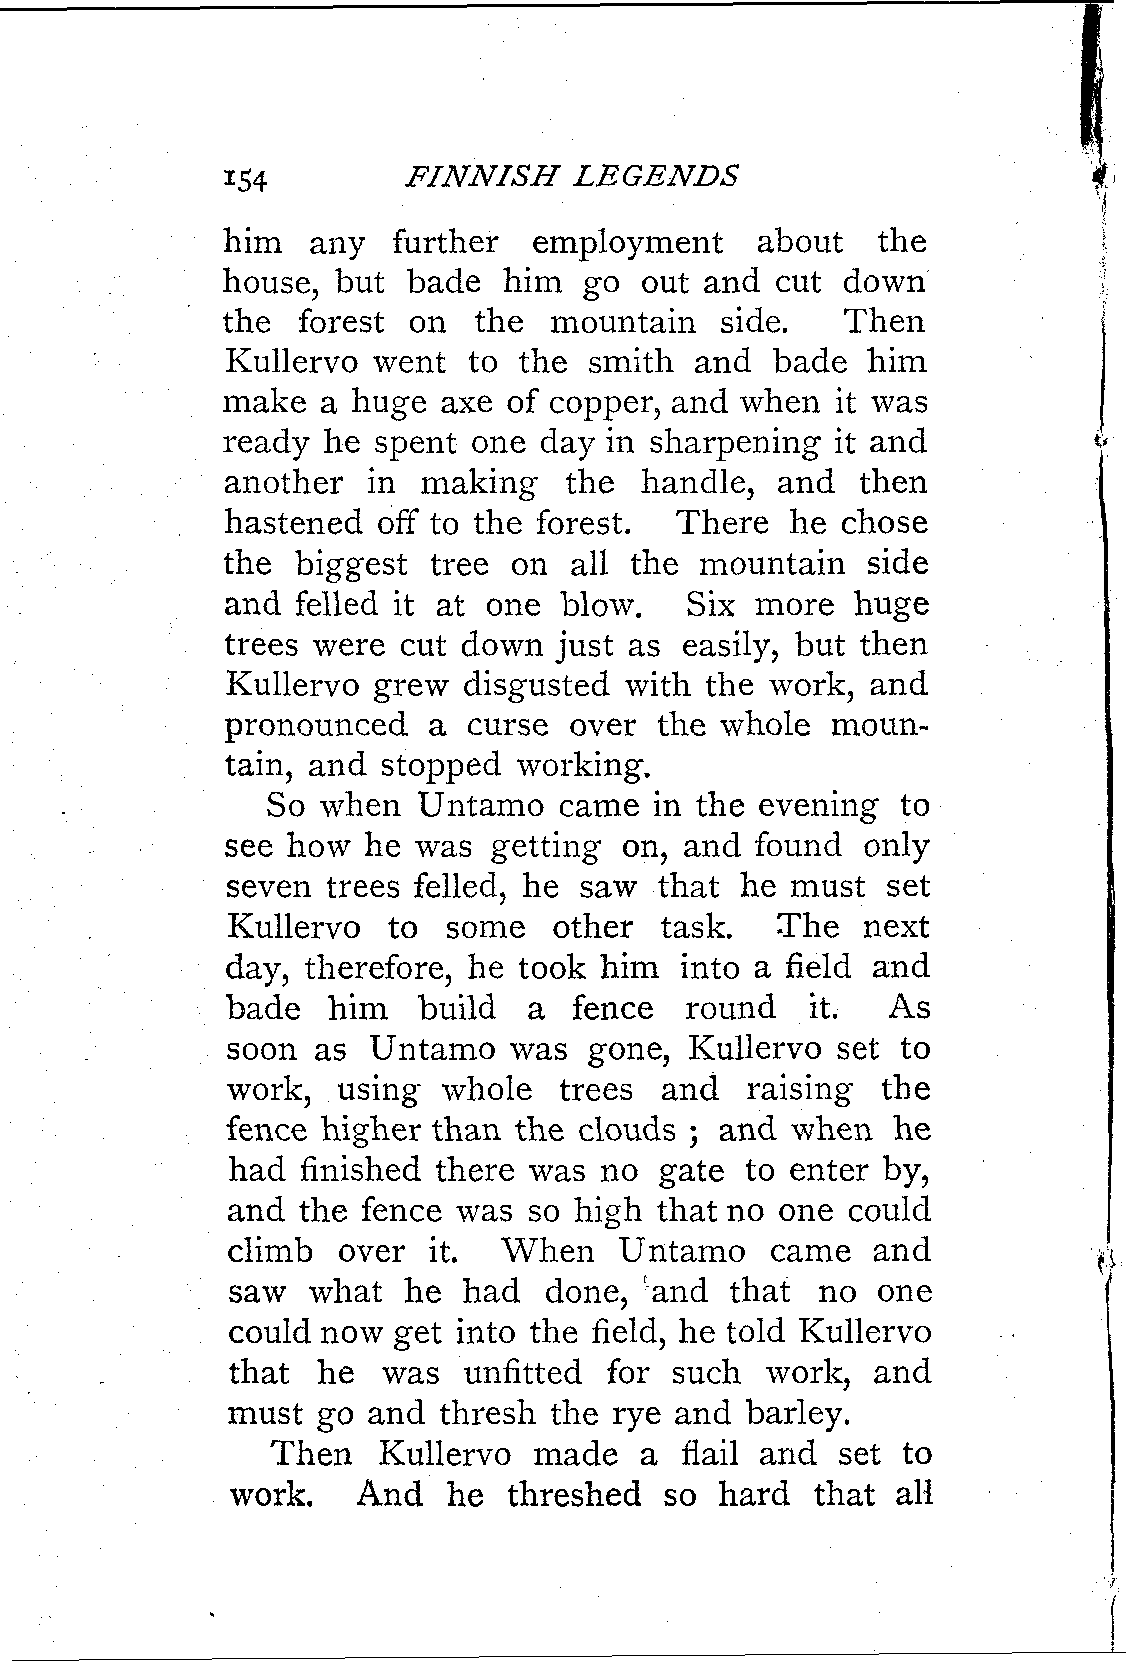 154 FINNISH LEGENDS
him any further employment about the
house, but bade him go out and cut down
the forest on the mountain side. Then
Kullervo went to the smith and bade him
make a huge axe of copper, and when it was
ready he spent one day in sharpening it and
another in making the handle, and then
hastened off to the forest. There he chose
the biggest tree on all the mountain side
and felled it at one blow. Six more huge
trees were cut down just as easily, but then
Kullervo grew disgusted with the work, and
pronounced a curse over the whole moun-
tain, and stopped working.
So when Untamo came in the evening to
see how he was getting on, and found only
seven trees felled, he saw that he must set
Kullervo to some other task. The next
day, therefore, he took him into a field and
bade him build a fence round it. As
soon as Untamo was gone, Kullervo set to
work, using whole trees and raising the
fence higher than the clouds ; and when he
had finished there was no gate to enter by,
and the fence was so high that no one could
climb over it. When Untamo came and
saw what he had done, and that no one
could now get into the field, he told Kullervo
that he was unfitted for such work, and
must go and thresh the rye and barley.
Then Kullervo made a flail and set to
work. And he threshed so hard that all